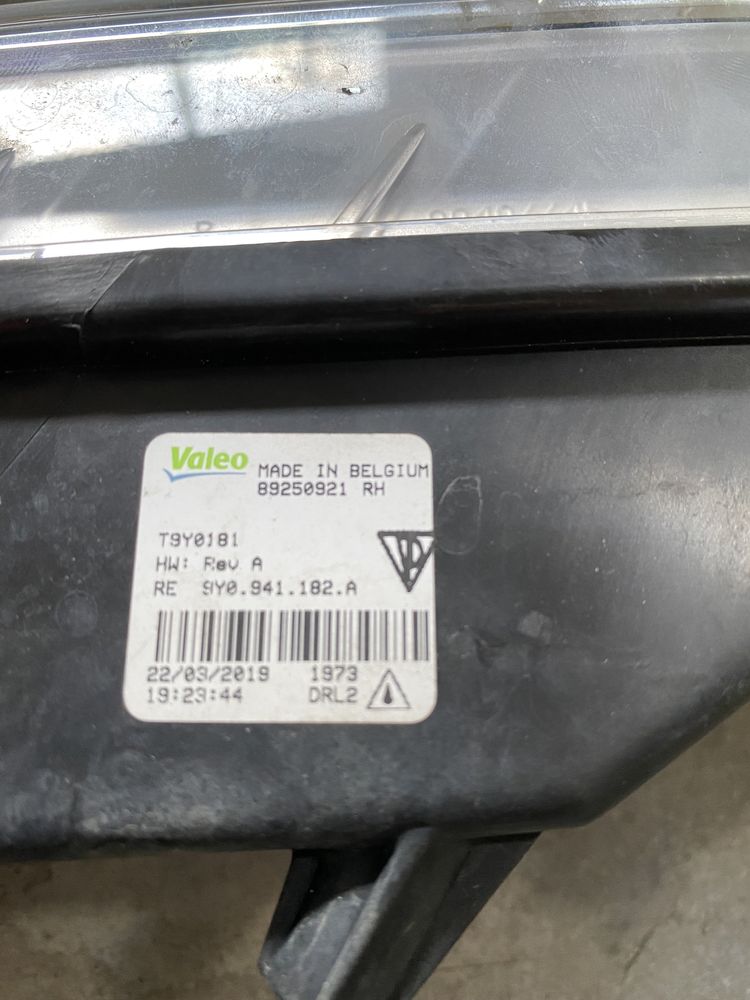 Valeo MADE IN BELGIUM
89250921 RH
T9Y0181
HW: Rev A
RE 9Y0.941.182.A
22/03/2019 1973
19:23:44 DRL2